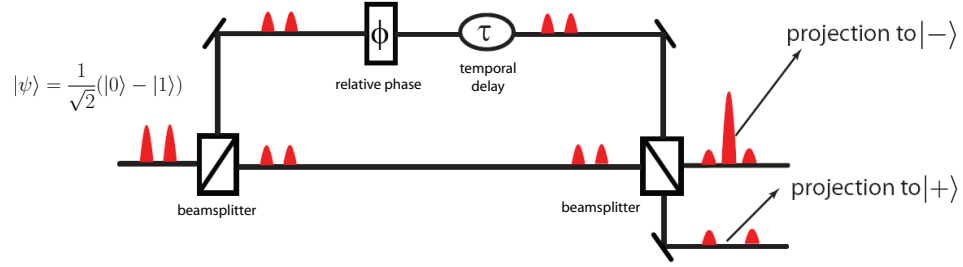 ϕ
τ
relative phase
temporal
delay
projection to|−⟩
|ψ⟩ = 1/√2(|0⟩ − |1⟩)
beamsplitter
beamsplitter
projection to|+⟩